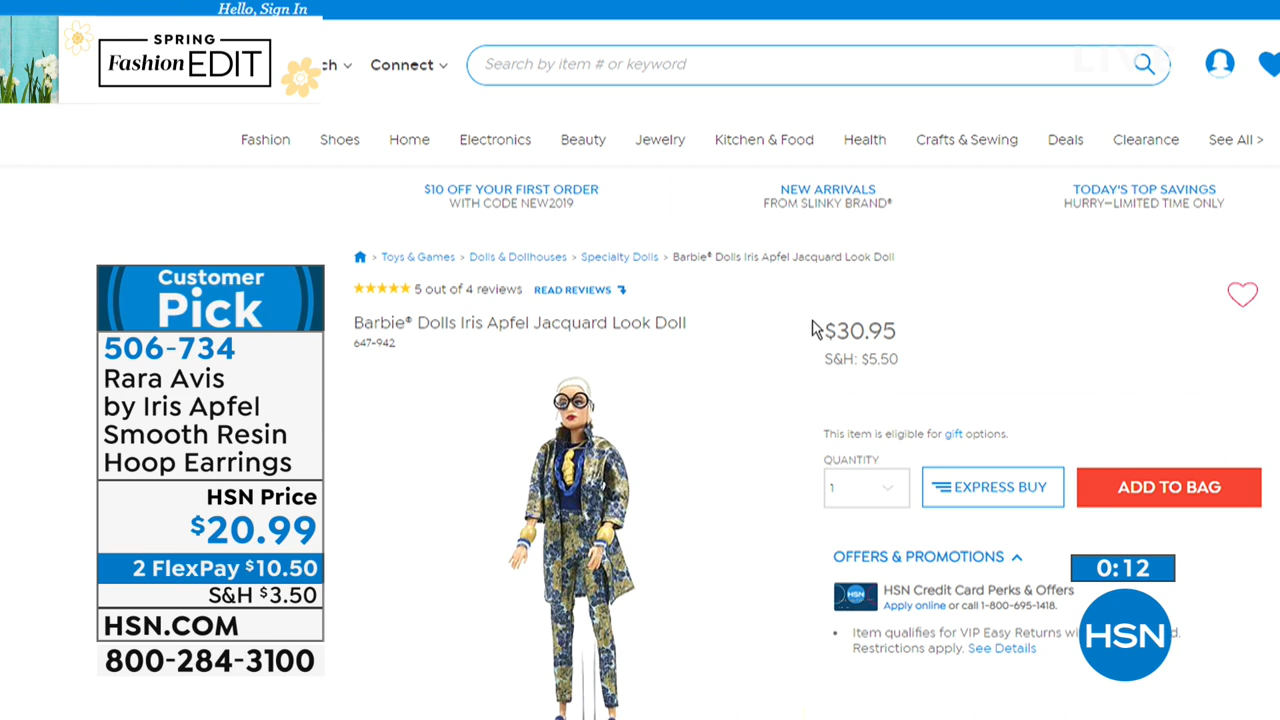 Hello, Sign In
SPRING
Fashion EDIT
ch
Connect
Search by item # or keyword
LIVE
Fashion
Shoes
Home
Electronics
Beauty
Jewelry
Kitchen & Food
Health
Crafts & Sewing
Deals
Clearance
See All >
$10 OFF YOUR FIRST ORDER
WITH CODE NEW2019
NEW ARRIVALS
FROM SLINKY BRAND®
TODAY'S TOP SAVINGS
HURRY—LIMITED TIME ONLY
> Toys & Games > Dolls & Dollhouses > Specialty Dolls > Barbie® Dolls Iris Apfel Jacquard Look Doll
5 out of 4 reviews READ REVIEWS
Barbie® Dolls Iris Apfel Jacquard Look Doll
647-942
$30.95
S&H: $5.50
This item is eligible for gift options.
QUANTITY
1
EXPRESS BUY
ADD TO BAG
OFFERS & PROMOTIONS
HSN
HSN Credit Card Perks & Offers
Apply online or call 1-800-695-1418.
• Item qualifies for VIP Easy Returns wi d.
Restrictions apply. See Details
Customer
Pick
506-734
Rara Avis
by Iris Apfel
Smooth Resin
Hoop Earrings
HSN Price
$20.99
2 FlexPay $10.50
S&H $3.50
HSN.COM
800-284-3100
0:12
HSN